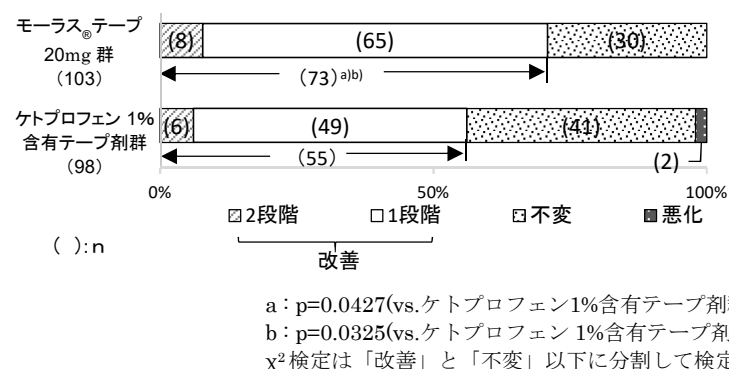 モーラス®テープ
20mg 群
(103)
(8)
(65)
(30)
(73)a)b)
ケトプロフェン 1%
含有テープ剤群
(98)
(6)
(49)
(41)
(55)
(2)
0%
50%
100%
2段階
1段階
不変
悪化
( ):n
改善
a:p=0.0427(vs.ケトプロフェン1%含有テープ剤
b:p=0.0325(vs.ケトプロフェン 1%含有テープ剤
χ²検定は「改善」と「不変」以下に分割して検定